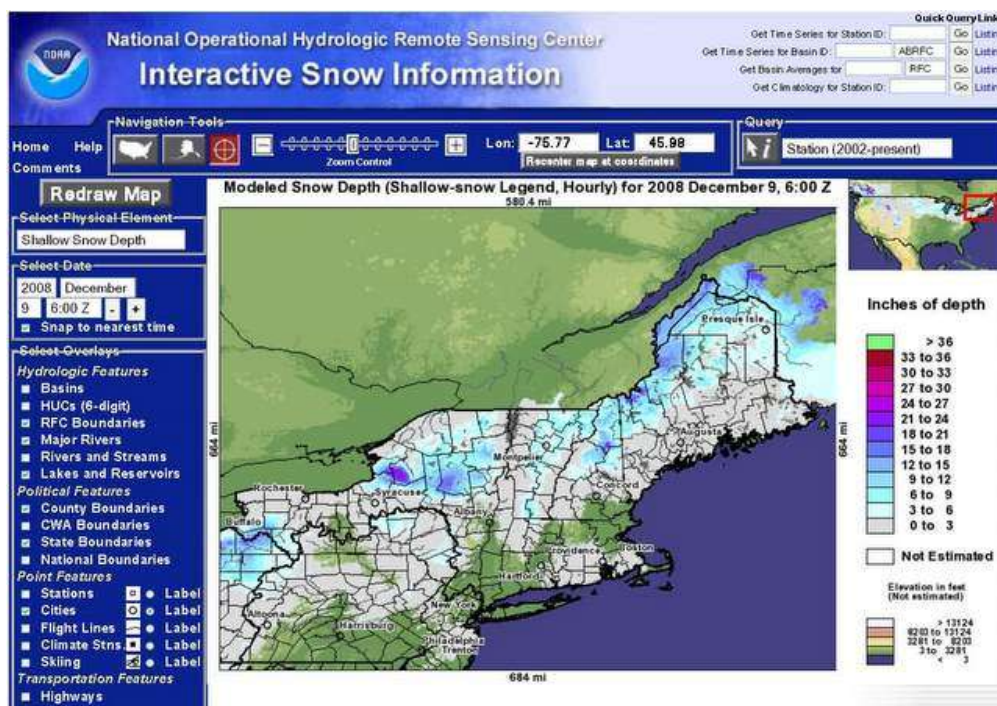 Quick Query Link
National Operational Hydrologic Remote Sensing Center
Interactive Snow Information
NOAA
Get Time Series for Station ID: Go Listin
Get Time Series for Basin ID: ABRFC Go Listin
Get Basin Averages for RFC Go Listin
Get Climatology for Station ID: Go Listin
Home Help
Comments
Navigation Tools
Zoom Control
Lon: -75.77 Lat: 45.98
Recenter map at coordinates
Query
Station (2002-present)
Redraw Map
Select Physical Element
Shallow Snow Depth
Select Date
2008 December
9 6:00 Z - +
Snap to nearest time
Select Overlays
Hydrologic Features
Basins
HUCs (6-digit)
RFC Boundaries
Major Rivers
Rivers and Streams
Lakes and Reservoirs
Political Features
County Boundaries
CWA Boundaries
State Boundaries
National Boundaries
Point Features
Stations Label
Cities Label
Flight Lines Label
Climate Stns. Label
Skiing Label
Transportation Features
Highways
Modeled Snow Depth (Shallow-snow Legend, Hourly) for 2008 December 9, 6:00 Z
580.4 mi
664 mi
664 mi
684 mi
Presque Isle
Augusta
Montpelier
Concord
Rochester
Syracuse
Buffalo
Albany
Boston
Providence
Hartford
New York
Altoona
Harrisburg
Philadelphia
Trenton
Inches of depth
> 36
33 to 36
30 to 33
27 to 30
24 to 27
21 to 24
18 to 21
15 to 18
12 to 15
9 to 12
6 to 9
3 to 6
0 to 3
Not Estimated
Elevation in feet
(Not estimated)
> 13124
8203 to 13124
3281 to 8203
3 to 3281
< 3